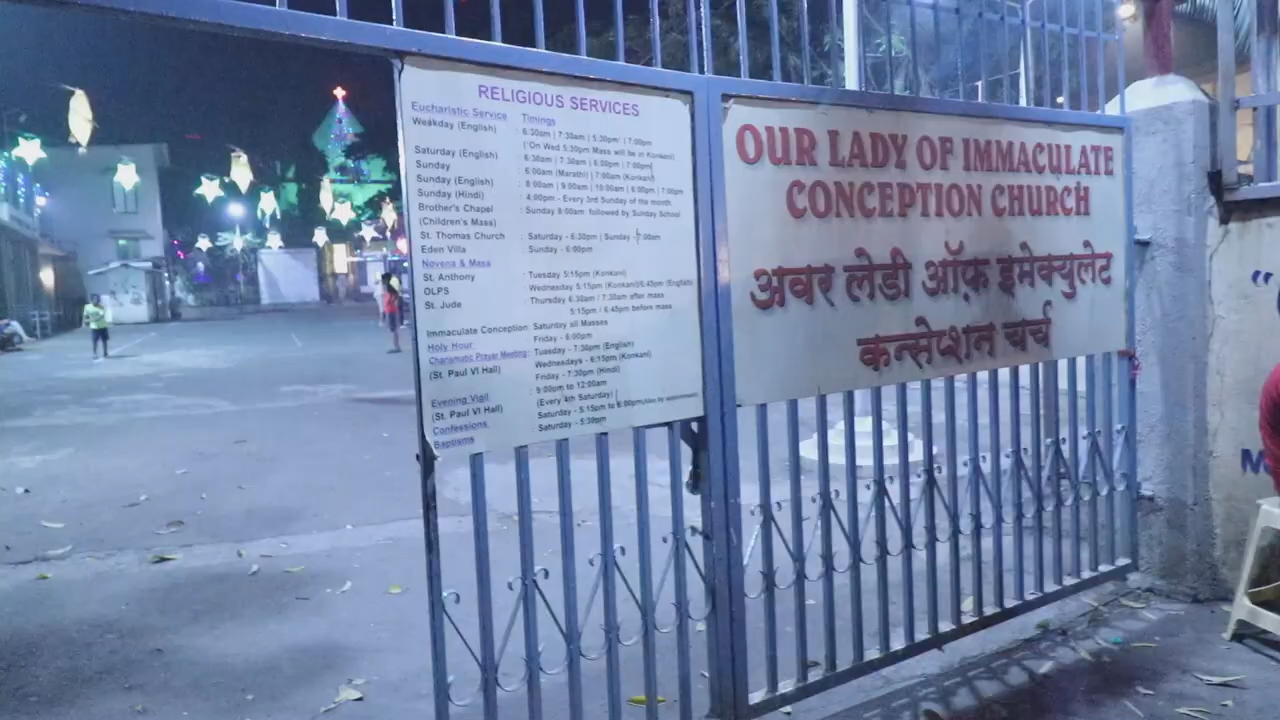 RELIGIOUS SERVICES
Eucharistic Service Timings
Weakday (English) : 6:30am | 7:30am | 5:30pm | 7:00pm
(*On Wed 5:30pm Mass will be in Konkani)
Saturday (English) 6:30am | 7:30am | 6:00pm | 7:00pm
Sunday : 6:00am (Marathi) | 7:00am (Konkani)
Sunday (English) : 8:00am | 9:00am | 10:00am | 6:00pm | 7:00pm
Sunday (Hindi) : 4:00pm - Every 3rd Sunday of the month
Brother's Chapel : Sunday 8:00am followed by Sunday School
(Children's Mass)
St. Thomas Church : Saturday - 6:30pm | Sunday - 7:00am
Eden Villa : Sunday - 6:00pm
Novena & Mass
St. Anthony : Tuesday 5:15pm (Konkani)
OLPS : Wednesday 5:15pm (Konkani)/6:45pm (English)
St. Jude : Thursday 6:30am / 7:30am after mass
5:15pm / 6:45pm before mass
Immaculate Conception: Saturday all Masses
Holy Hour Friday - 6:00pm
Charismatic Prayer Meeting: Tuesday - 7:30pm (English)
(St. Paul VI Hall) Wednesdays - 6:15pm (Konkani)
Friday - 7:30pm (Hindi)
Evening Vigil : 9:00pm to 12:00am
(St. Paul VI Hall) (Every 4th Saturday)
Confessions Saturday - 5:15pm to 6:00pm
Baptisms Saturday - 5:30pm
OUR LADY OF IMMACULATE
CONCEPTION CHURCH
अवर लेडी ऑफ़ इमेक्युलेट
कन्सेप्शन चर्च